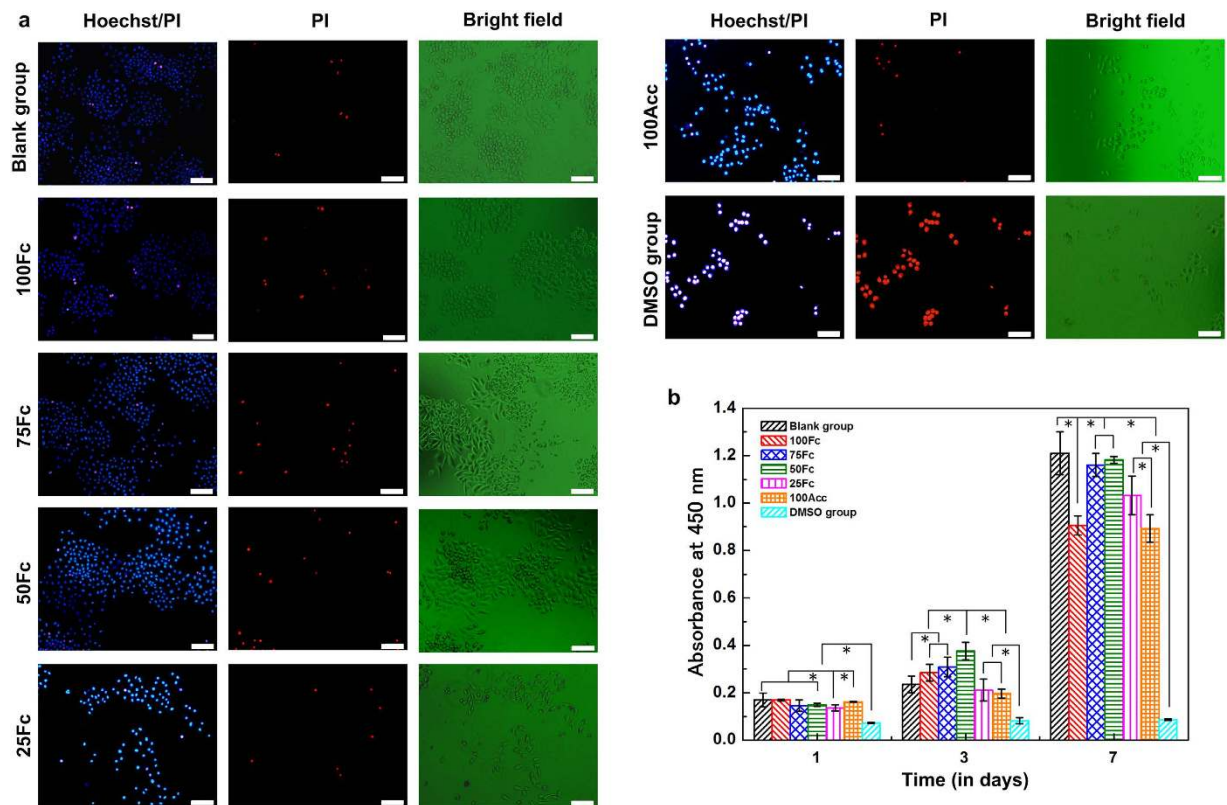 a
Hoechst/PI PI Bright field
Blank group
100Fc
75Fc
50Fc
25Fc
Hoechst/PI PI Bright field
100Acc
DMSO group
b
Absorbance at 450 nm
1.4
1.2
1.0
0.8
0.6
0.4
0.2
0.0
Blank group
100Fc
75Fc
50Fc
25Fc
100Acc
DMSO group
* * *
*
*
* *
* *
*
* *
*
1 3 7
Time (in days)